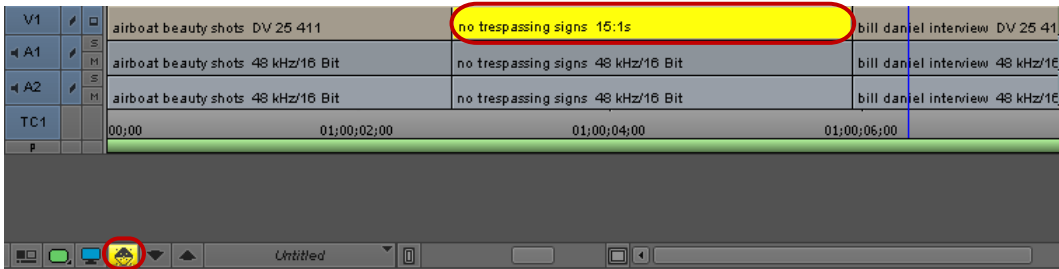 V1 airboat beauty shots DV 25 411 no trespassing signs 15:1s bill daniel interview DV 25 41
A1 S M airboat beauty shots 48 kHz/16 Bit no trespassing signs 48 kHz/16 Bit bill daniel interview 48 kHz/16
A2 S M airboat beauty shots 48 kHz/16 Bit no trespassing signs 48 kHz/16 Bit bill daniel interview 48 kHz/16
TC1 00;00 01;00;02;00 01;00;04;00 01;00;06;00
P
Untitled